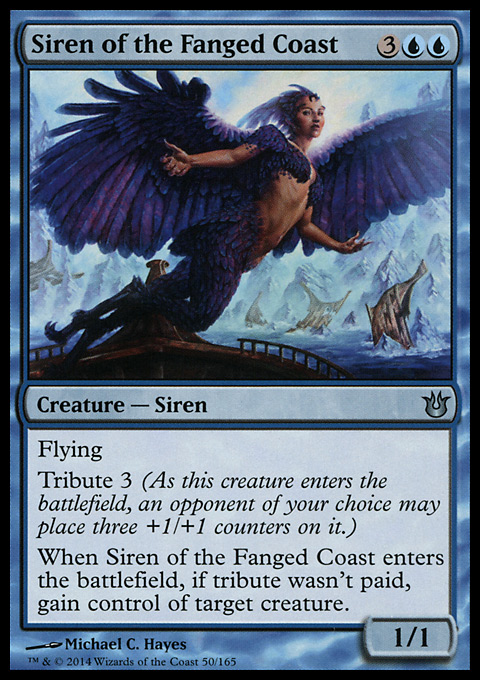 Siren of the Fanged Coast 3
Creature — Siren
Flying
Tribute 3 (As this creature enters the
battlefield, an opponent of your choice may
place three +1/+1 counters on it.)
When Siren of the Fanged Coast enters
the battlefield, if tribute wasn't paid,
gain control of target creature.
1/1
Michael C. Hayes
™ & © 2014 Wizards of the Coast 50/165